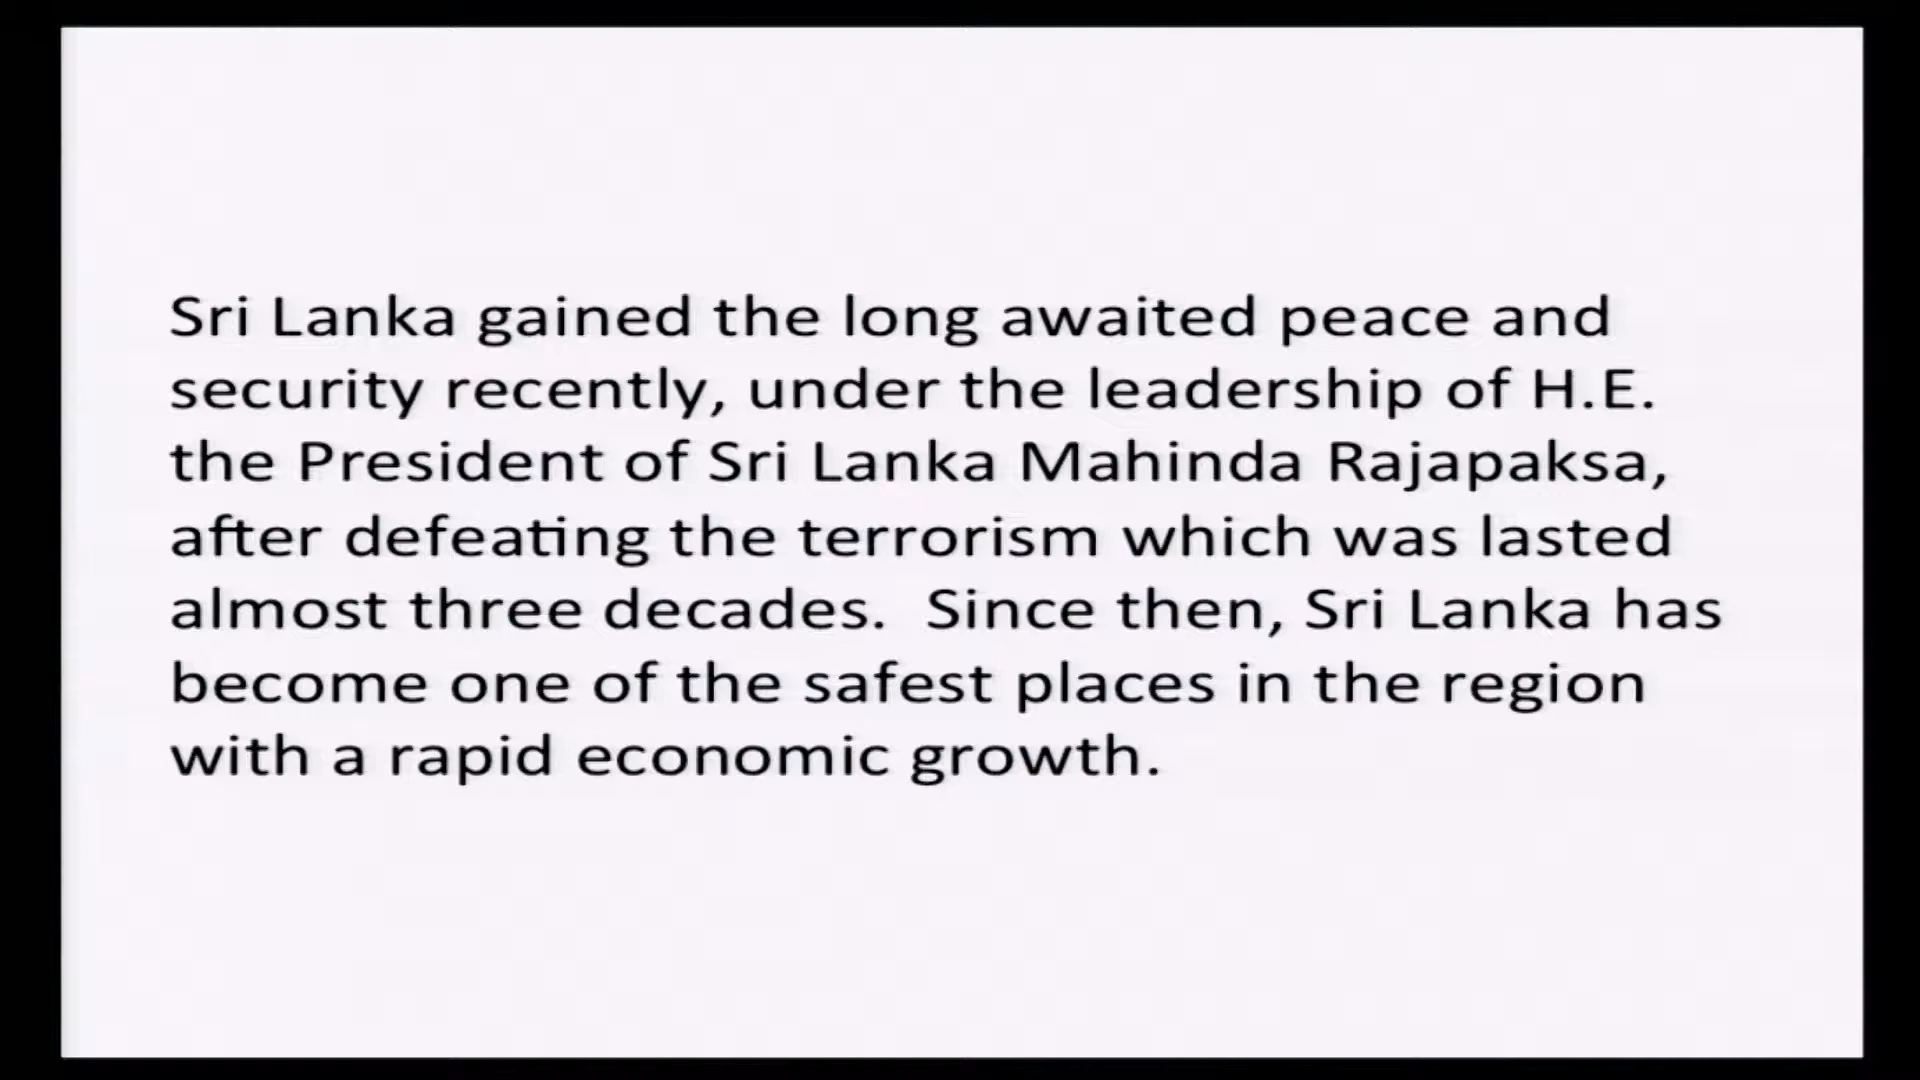 Sri Lanka gained the long awaited peace and
security recently, under the leadership of H.E.
the President of Sri Lanka Mahinda Rajapaksa,
after defeating the terrorism which was lasted
almost three decades.  Since then, Sri Lanka has
become one of the safest places in the region
with a rapid economic growth.